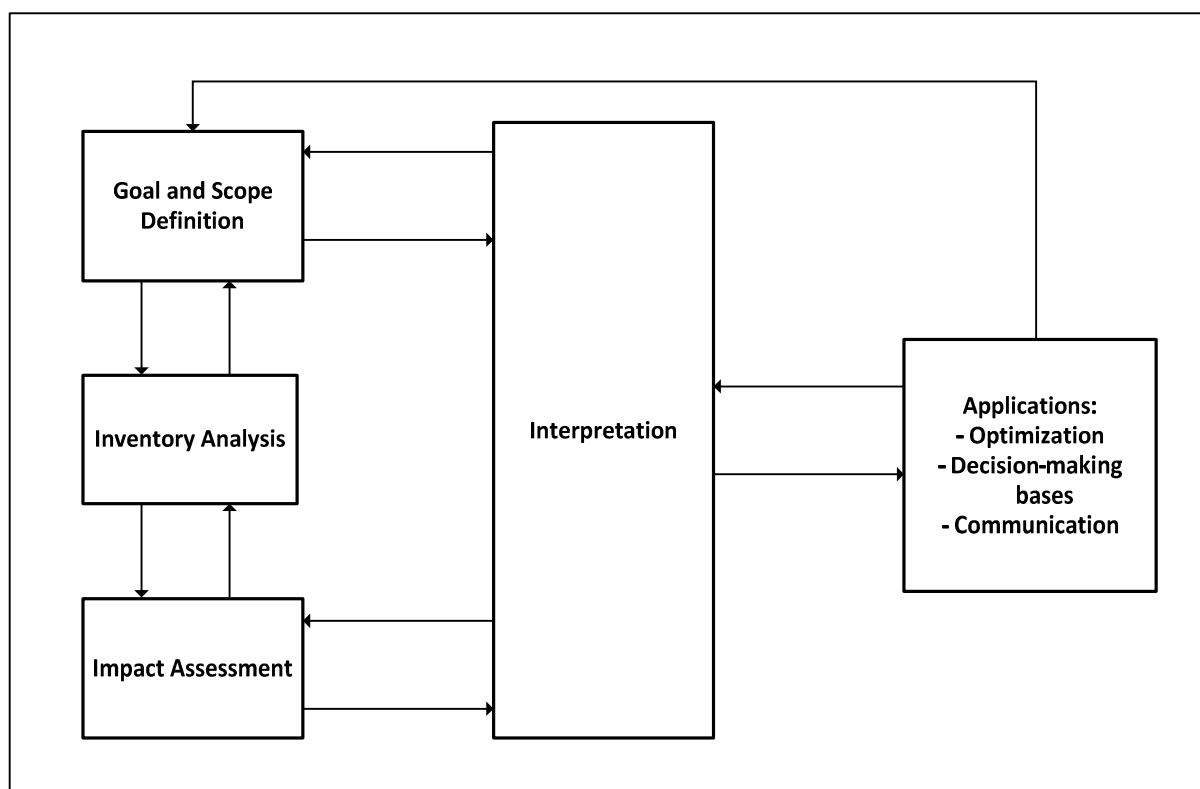 Goal and Scope
Definition
Inventory Analysis
Impact Assessment
Interpretation
Applications:
- Optimization
- Decision-making
bases
- Communication